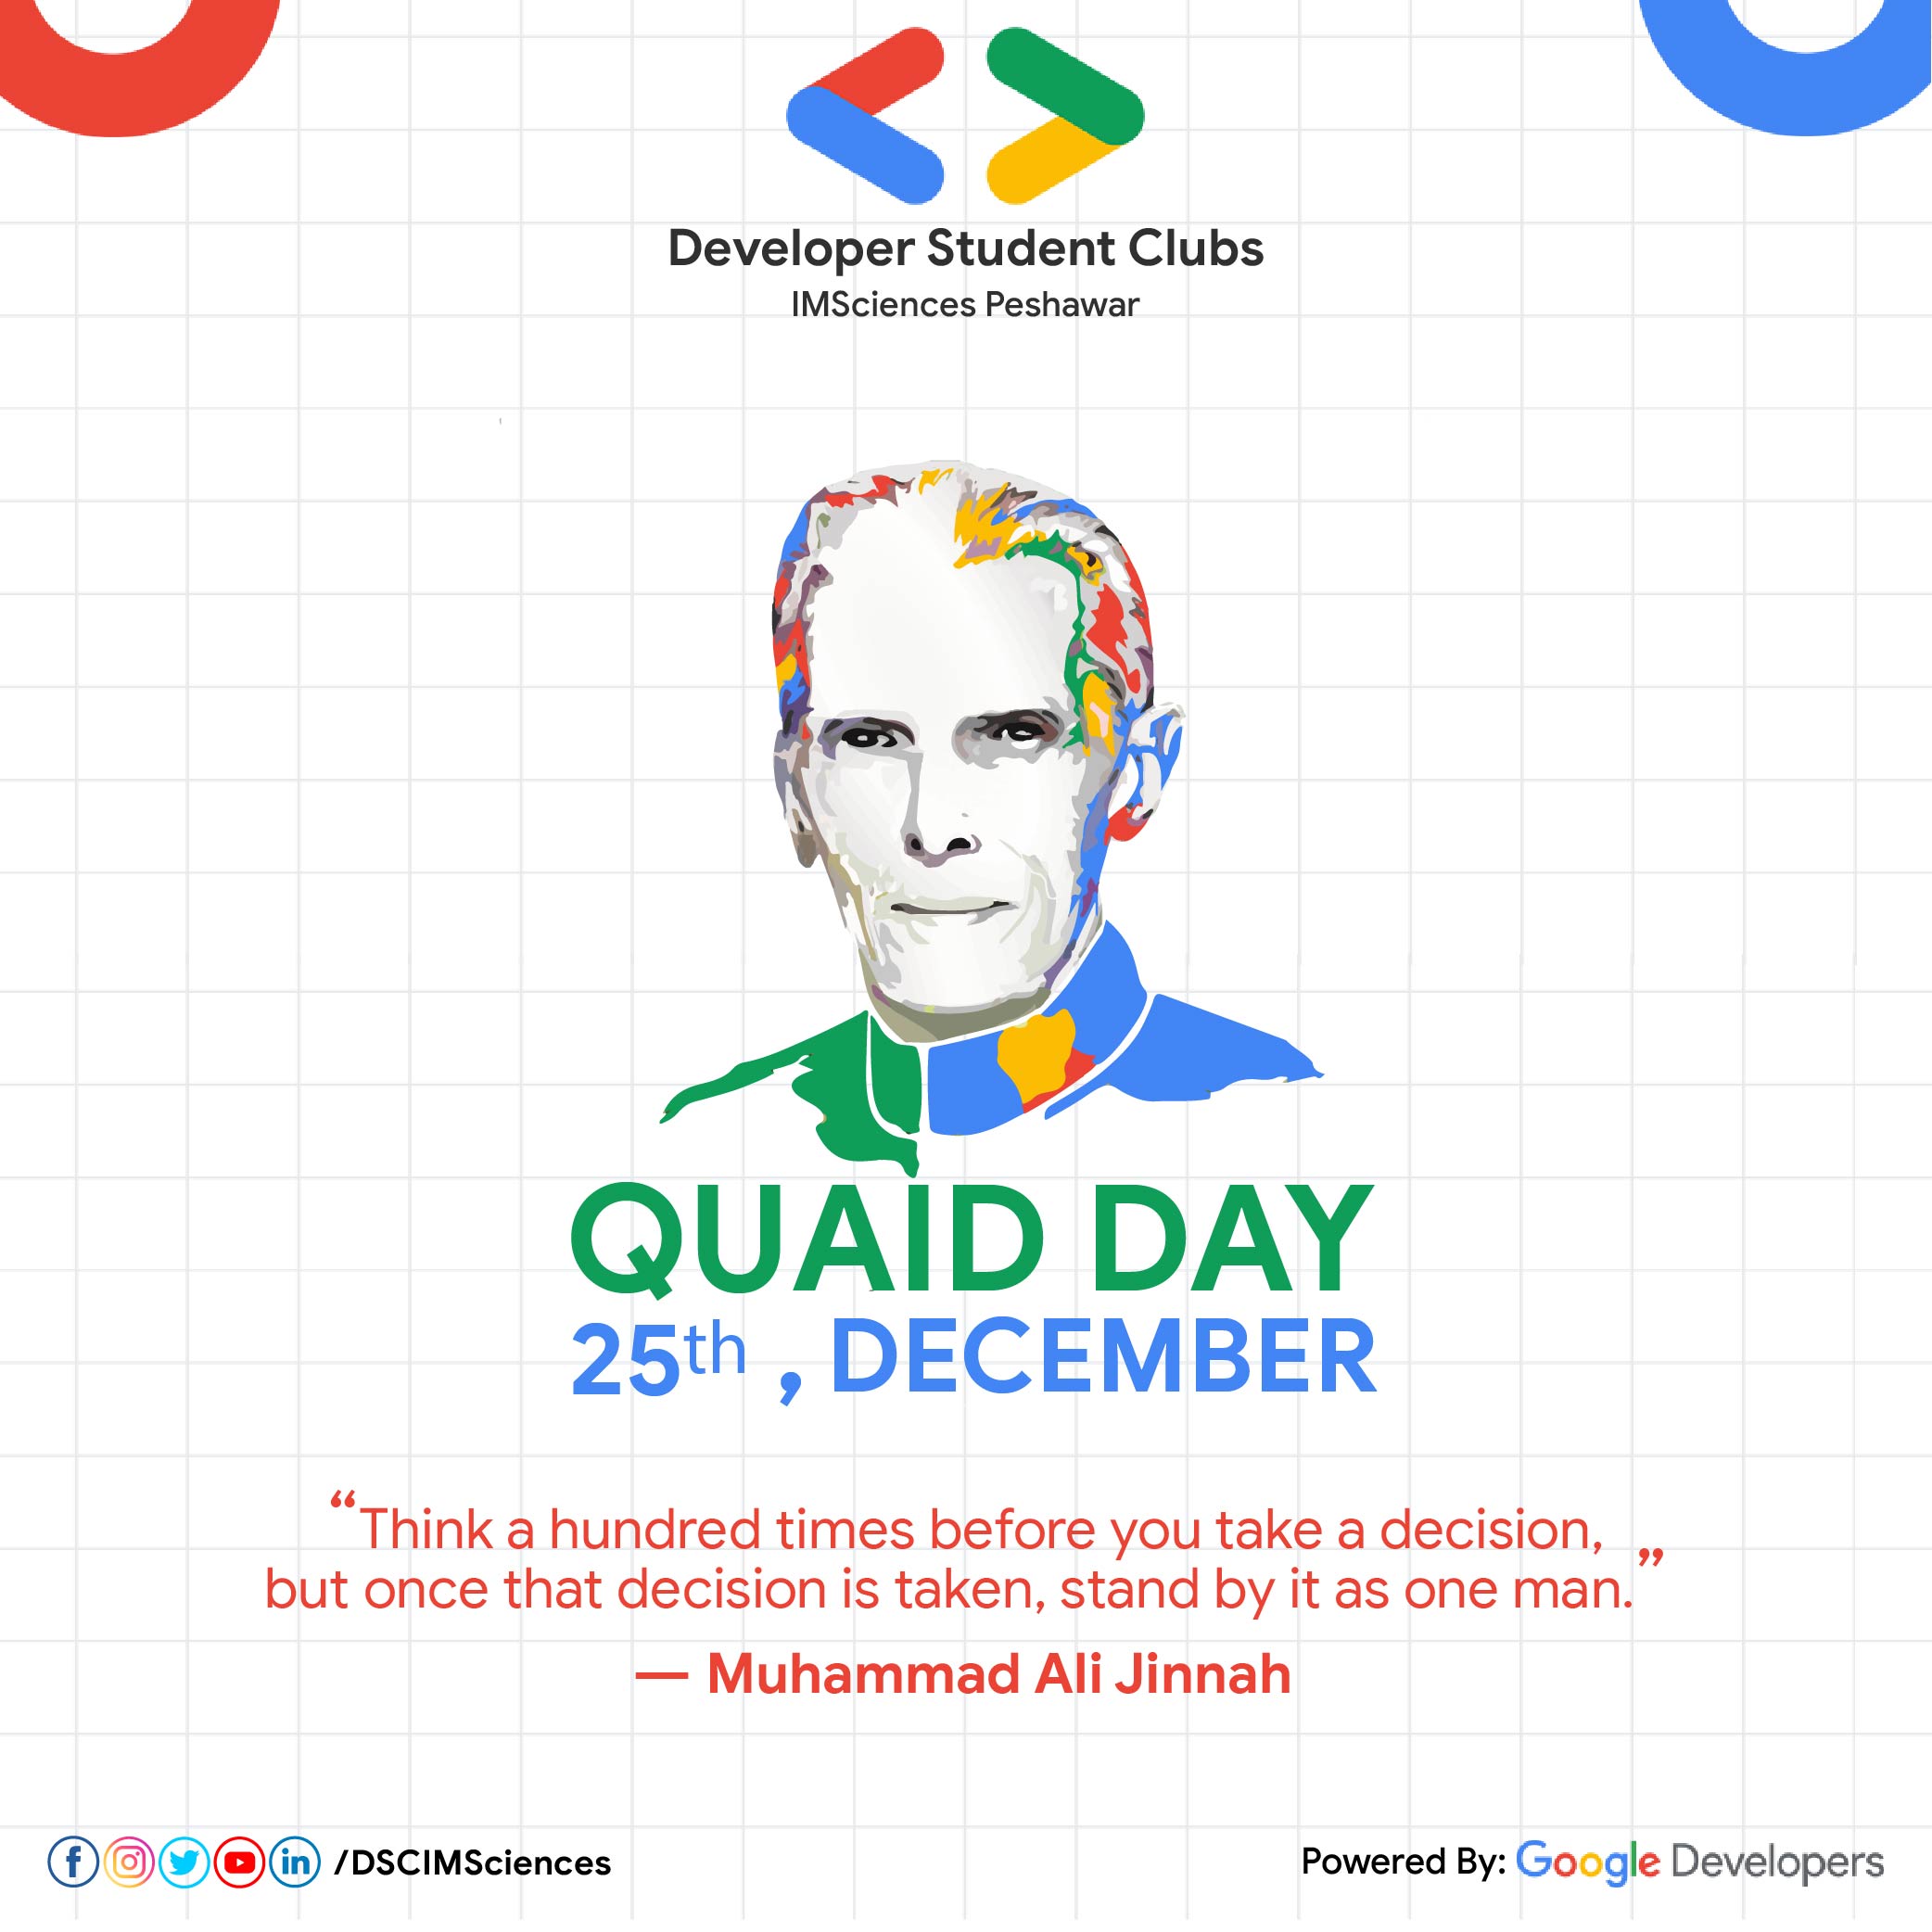 Developer Student Clubs
IMSciences Peshawar
QUAID DAY
25th , DECEMBER
“Think a hundred times before you take a decision,
but once that decision is taken, stand by it as one man.”
— Muhammad Ali Jinnah
/DSCIMSciences
Powered By: Google Developers